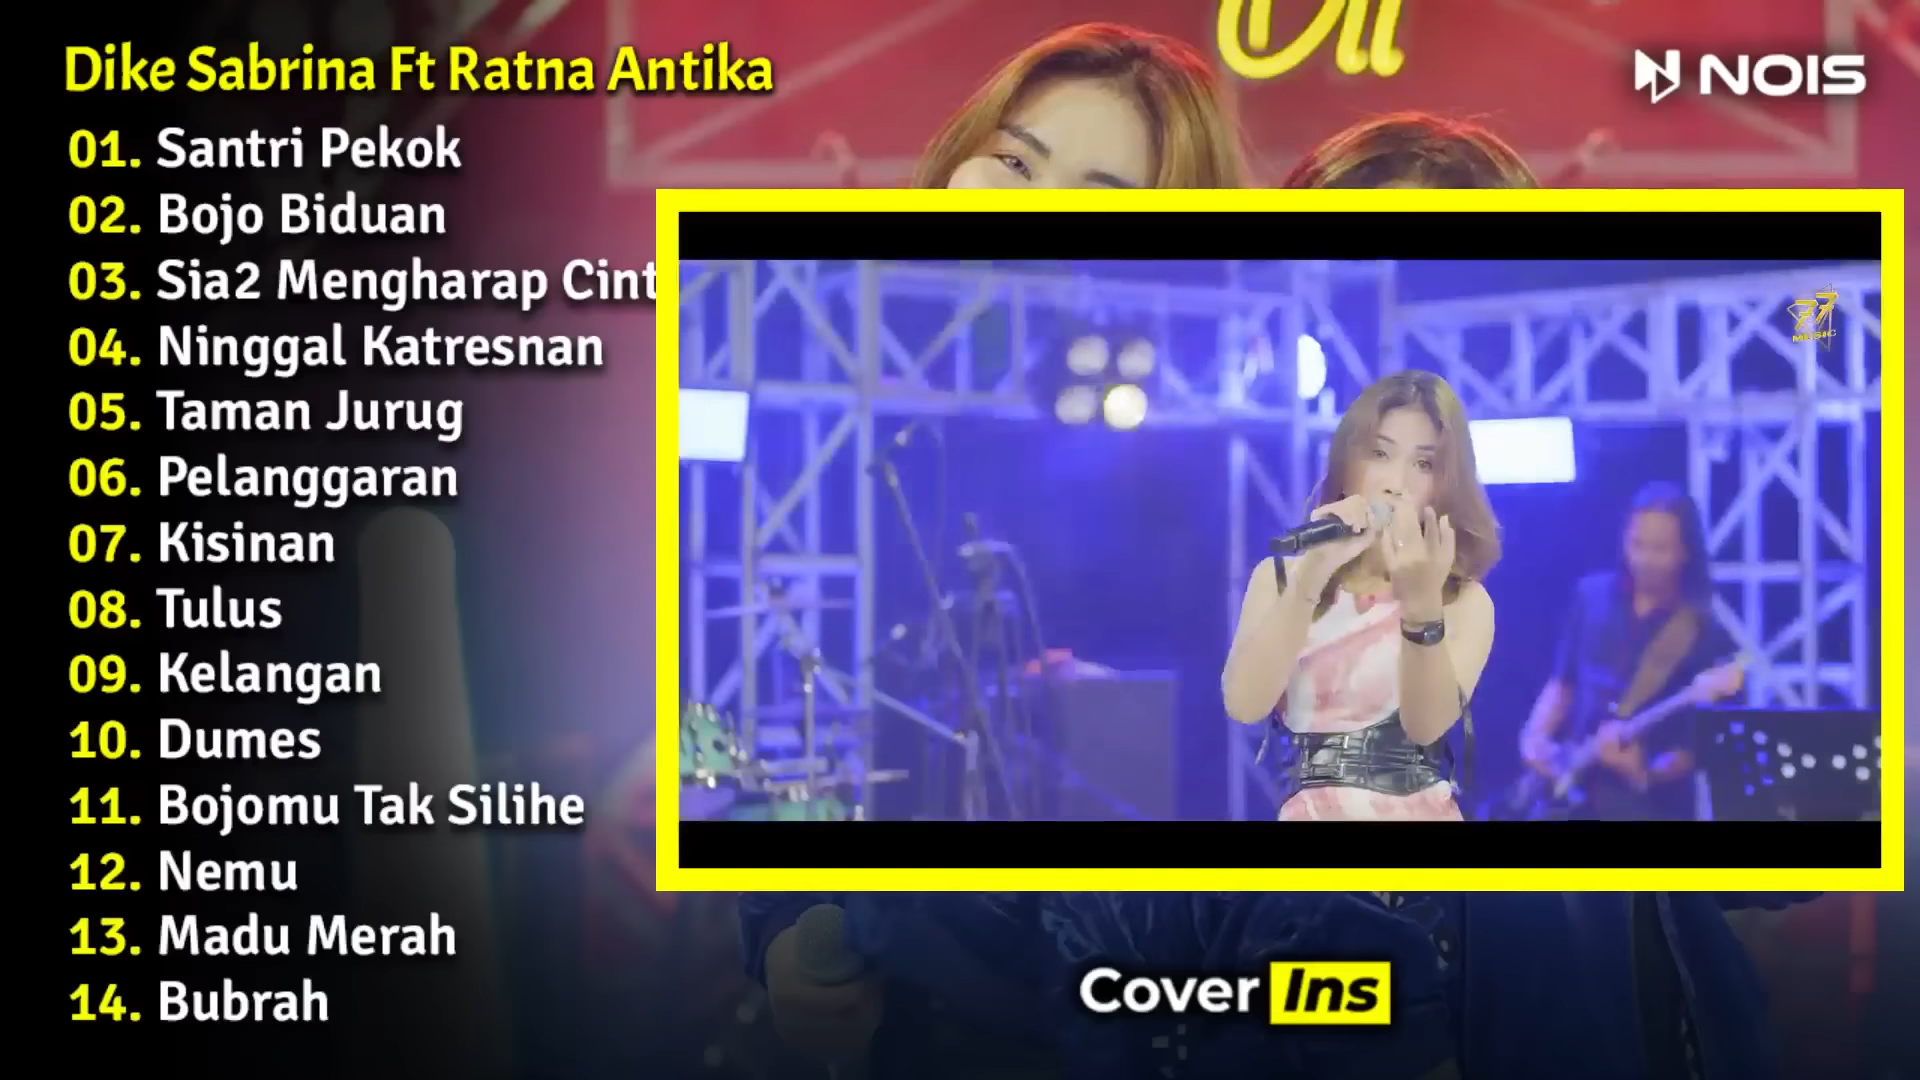 Dike Sabrina Ft Ratna Antika
NOIS
01. Santri Pekok
02. Bojo Biduan
03. Sia2 Mengharap Cint
04. Ninggal Katresnan
05. Taman Jurug
06. Pelanggaran
07. Kisinan
08. Tulus
09. Kelangan
10. Dumes
11. Bojomu Tak Silihe
12. Nemu
13. Madu Merah
14. Bubrah
77
MUSIC
Cover Ins